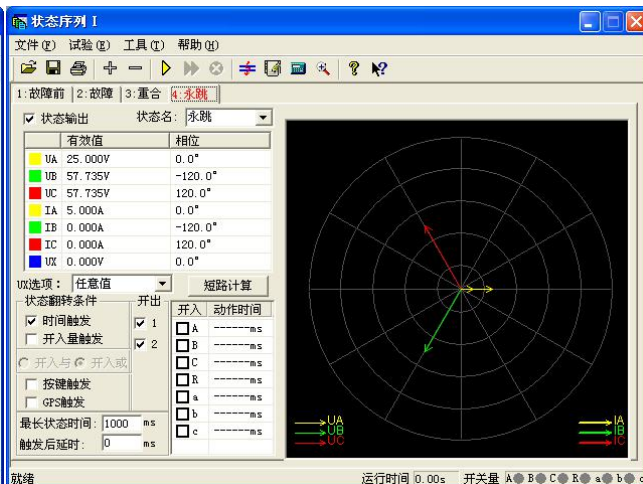 状态序列 I
文件(F) 试验(E) 工具(T) 帮助(H)
1:故障前 2:故障 3:重合 4:永跳
状态输出 状态名: 永跳
有效值 相位
UA 25.000V 0.0°
UB 57.735V -120.0°
UC 57.735V 120.0°
IA 5.000A 0.0°
IB 0.000A -120.0°
IC 0.000A 120.0°
UX 0.000V 0.0°
UX选项: 任意值 短路计算
状态翻转条件 开出 开入 动作时间
时间触发 1 A ------ms
开入量触发 2 B ------ms
开入与 开入或 C ------ms
R ------ms
按键触发 a ------ms
GPS触发 b ------ms
最长状态时间: 1000 ms c ------ms
触发后延时: 0 ms
UA IA
UB IB
UC IC
就绪 运行时间 0.00s 开关量 A B C R a b c